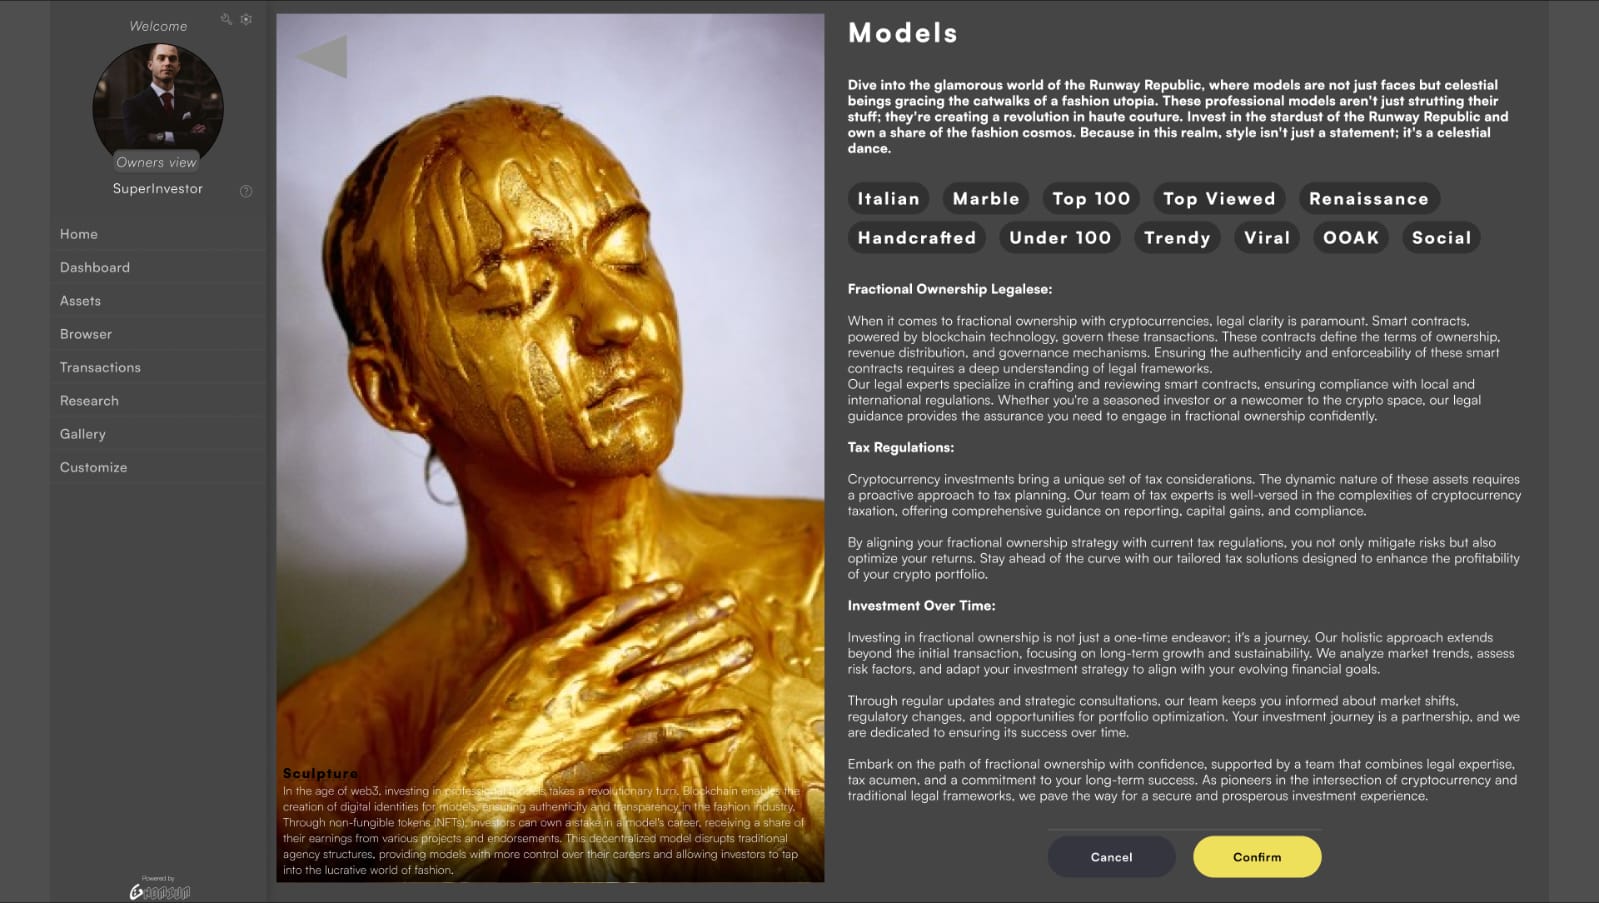 Welcome
Owners view
SuperInvestor
Home
Dashboard
Assets
Browser
Transactions
Research
Gallery
Customize
Powered by
Sculpture
In the age of web3, investing in professional models takes a revolutionary turn. Blockchain enables the
creation of digital identities for models, ensuring authenticity and transparency in the fashion industry.
Through non-fungible tokens (NFTs), investors can own a stake in a model's career, receiving a share of
their earnings from various projects and endorsements. This decentralized model disrupts traditional
agency structures, providing models with more control over their careers and allowing investors to tap
into the lucrative world of fashion.
Models
Dive into the glamorous world of the Runway Republic, where models are not just faces but celestial
beings gracing the catwalks of a fashion utopia. These professional models aren't just strutting their
stuff; they're creating a revolution in haute couture. Invest in the stardust of the Runway Republic and
own a share of the fashion cosmos. Because in this realm, style isn't just a statement; it's a celestial
dance.
Italian Marble Top 100 Top Viewed Renaissance
Handcrafted Under 100 Trendy Viral OOAK Social
Fractional Ownership Legalese:
When it comes to fractional ownership with cryptocurrencies, legal clarity is paramount. Smart contracts,
powered by blockchain technology, govern these transactions. These contracts define the terms of ownership,
revenue distribution, and governance mechanisms. Ensuring the authenticity and enforceability of these smart
contracts requires a deep understanding of legal frameworks.
Our legal experts specialize in crafting and reviewing smart contracts, ensuring compliance with local and
international regulations. Whether you're a seasoned investor or a newcomer to the crypto space, our legal
guidance provides the assurance you need to engage in fractional ownership confidently.
Tax Regulations:
Cryptocurrency investments bring a unique set of tax considerations. The dynamic nature of these assets requires
a proactive approach to tax planning. Our team of tax experts is well-versed in the complexities of cryptocurrency
taxation, offering comprehensive guidance on reporting, capital gains, and compliance.
By aligning your fractional ownership strategy with current tax regulations, you not only mitigate risks but also
optimize your returns. Stay ahead of the curve with our tailored tax solutions designed to enhance the profitability
of your crypto portfolio.
Investment Over Time:
Investing in fractional ownership is not just a one-time endeavor; it's a journey. Our holistic approach extends
beyond the initial transaction, focusing on long-term growth and sustainability. We analyze market trends, assess
risk factors, and adapt your investment strategy to align with your evolving financial goals.
Through regular updates and strategic consultations, our team keeps you informed about market shifts,
regulatory changes, and opportunities for portfolio optimization. Your investment journey is a partnership, and we
are dedicated to ensuring its success over time.
Embark on the path of fractional ownership with confidence, supported by a team that combines legal expertise,
tax acumen, and a commitment to your long-term success. As pioneers in the intersection of cryptocurrency and
traditional legal frameworks, we pave the way for a secure and prosperous investment experience.
Cancel Confirm